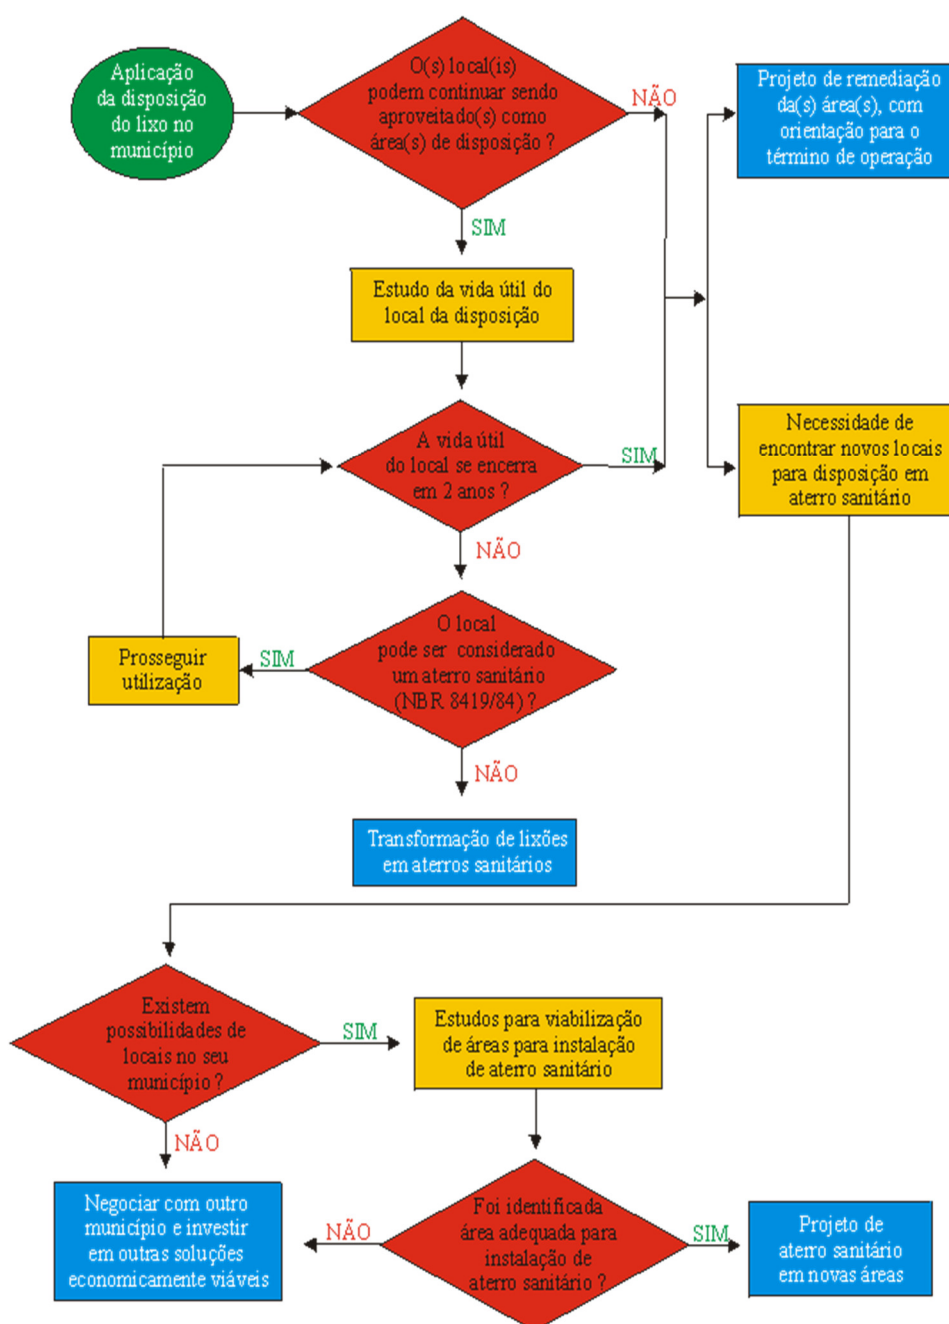 Aplicação
da disposição
do lixo no
município
O(s) local(is)
podem continuar sendo
aproveitado(s) como
área(s) de disposição ?
NÃO
Projeto de remediação
da(s) área(s), com
orientação para o
término de operação
SIM
Estudo da vida útil do
local da disposição
A vida útil
do local se encerra
em 2 anos ?
SIM
Necessidade de
encontrar novos locais
para disposição em
aterro sanitário
NÃO
O local
pode ser considerado
um aterro sanitário
(NBR 8419/84) ?
SIM
Prosseguir
utilização
NÃO
Transformação de lixões
em aterros sanitários
Existem
possibilidades de
locais no seu
município ?
SIM
Estudos para viabilização
de áreas para instalação
de aterro sanitário
NÃO
Negociar com outro
município e investir
em outras soluções
economicamente viáveis
NÃO
Foi identificada
área adequada para
instalação de
aterro sanitário ?
SIM
Projeto de
aterro sanitário
em novas áreas